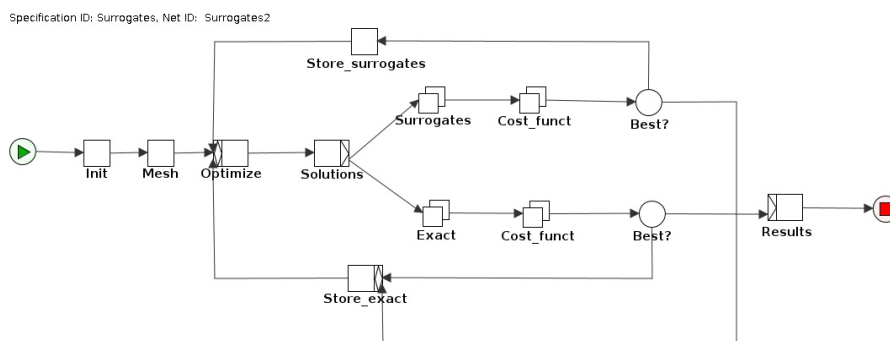 Specification ID: Surrogates, Net ID:  Surrogates2
Store_surrogates
Surrogates
Cost_funct
Best?
Init
Mesh
Optimize
Solutions
Exact
Cost_funct
Best?
Results
Store_exact